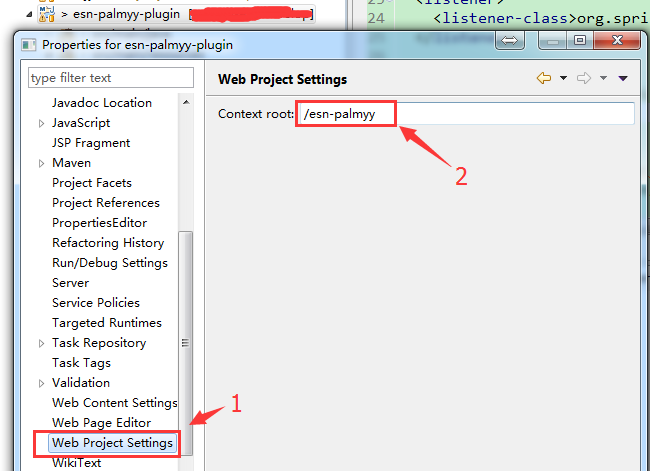 > esn-palmyy-plugin [
23 <listener>
24 <listener-class>org.spri
25
Properties for esn-palmyy-plugin
type filter text
Web Project Settings
Javadoc Location
JavaScript
JSP Fragment
Maven
Project Facets
Project References
PropertiesEditor
Refactoring History
Run/Debug Settings
Server
Service Policies
Targeted Runtimes
Task Repository
Task Tags
Validation
Web Content Settings
Web Page Editor
Web Project Settings
WikiText
Context root: /esn-palmyy
1
2